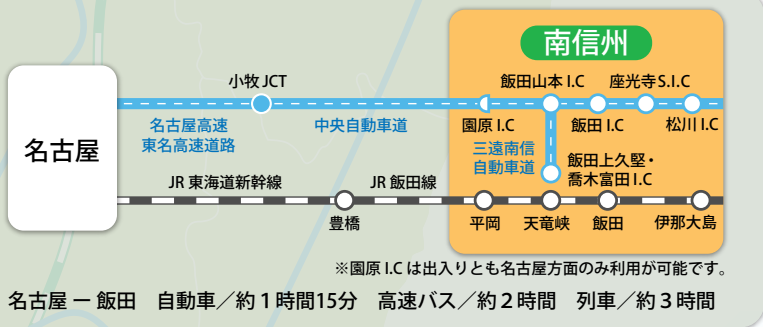 南信州
小牧 JCT
飯田山本 I.C
座光寺S.I.C
名古屋
名古屋高速
東名高速道路
中央自動車道
園原 I.C
飯田 I.C
松川 I.C
三遠南信
自動車道
飯田上久堅・
喬木富田 I.C
JR 東海道新幹線
JR 飯田線
豊橋
平岡
天竜峡
飯田
伊那大島
※園原 I.C は出入りとも名古屋方面のみ利用が可能です。
名古屋 ー 飯田 自動車／約１時間15分 高速バス／約２時間 列車／約３時間